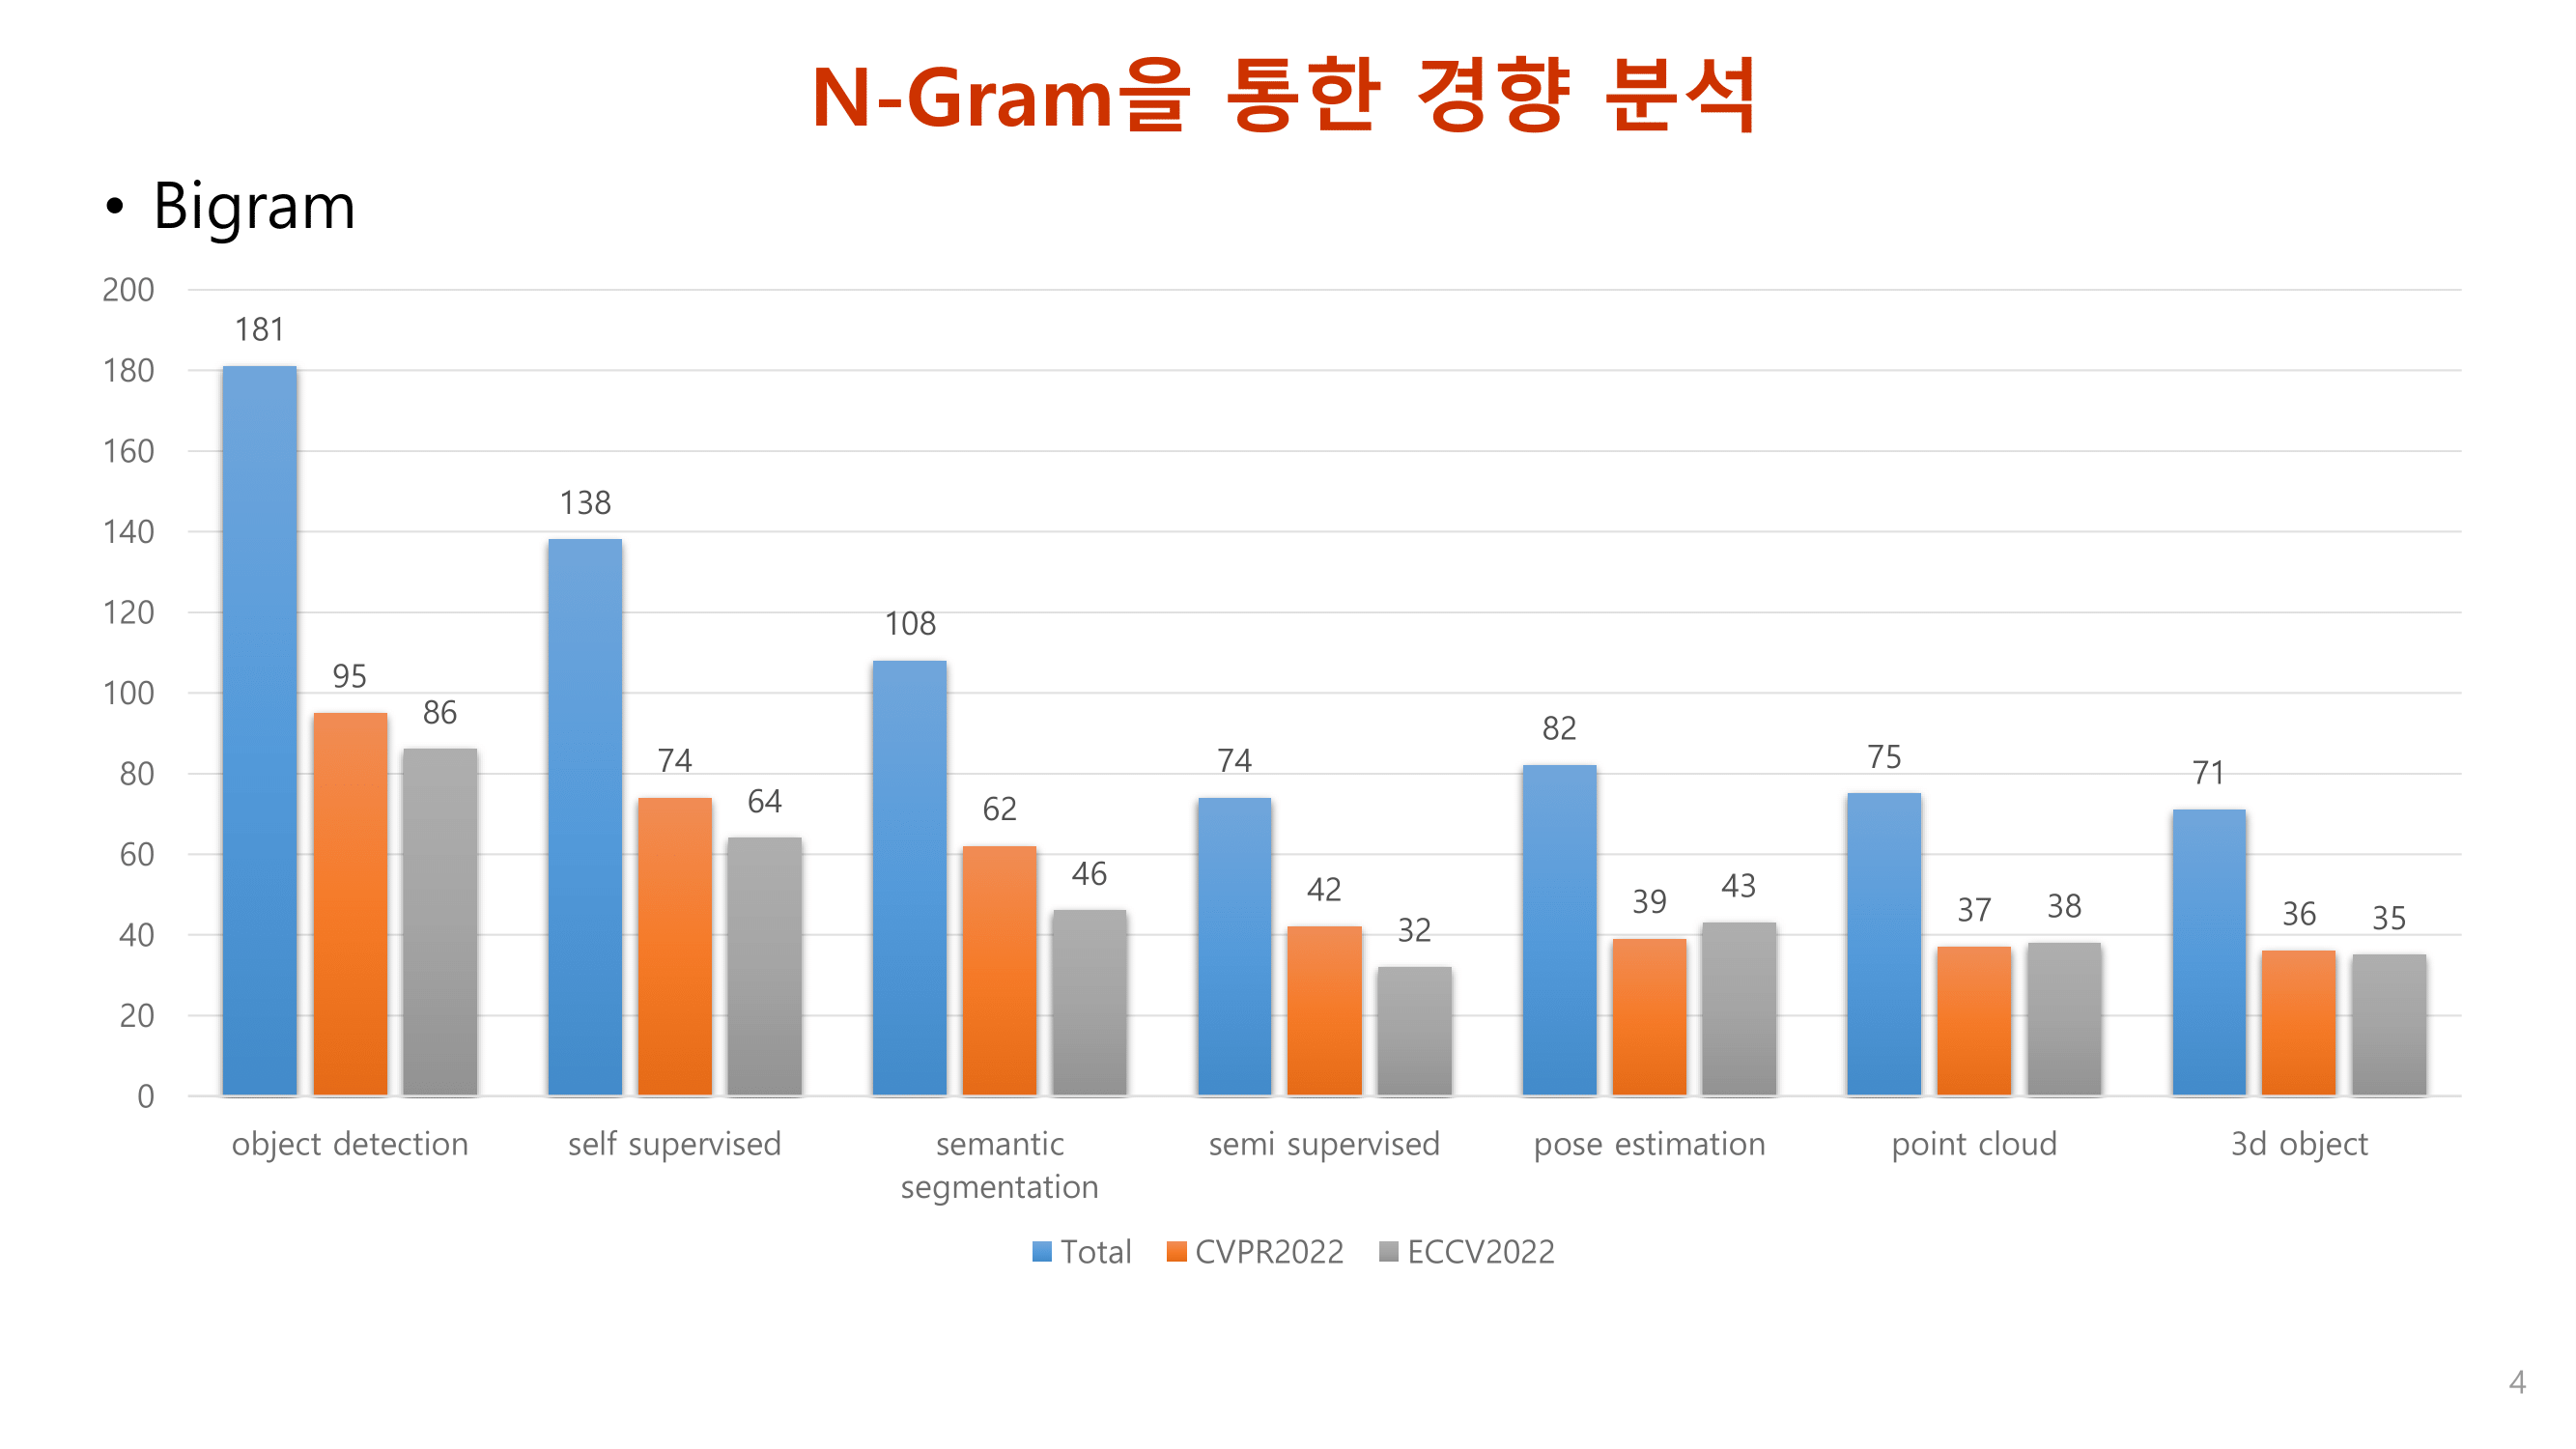 N-Gram을 통한 경향 분석
• Bigram
200
180
160
140
120
100
80
60
40
20
0
181
95
86
138
74
64
108
62
46
74
42
32
82
39
43
75
37
38
71
36
35
object detection
self supervised
semantic
segmentation
semi supervised
pose estimation
point cloud
3d object
Total
CVPR2022
ECCV2022
4